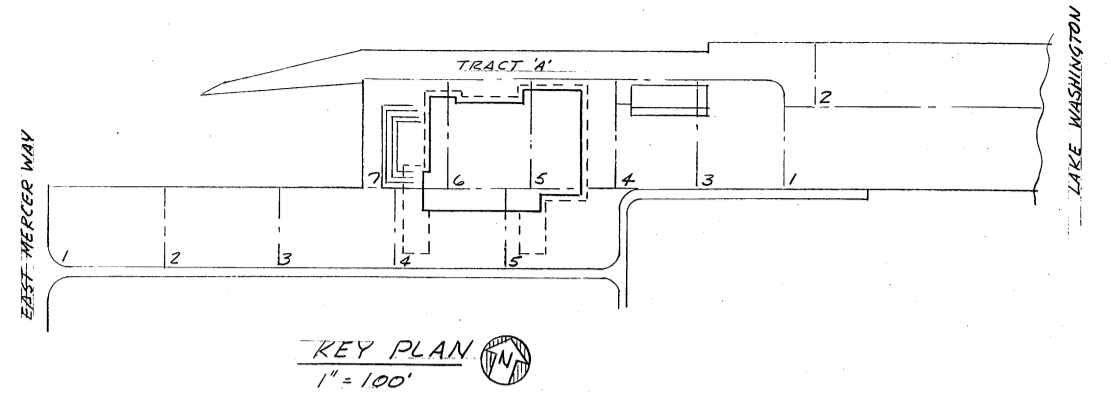 TRACT 'A'
2
7
6
5
4
3
1
1
2
3
4
5
EAST MERCER WAY
LAKE WASHINGTON
KEY PLAN
N
1" = 100'